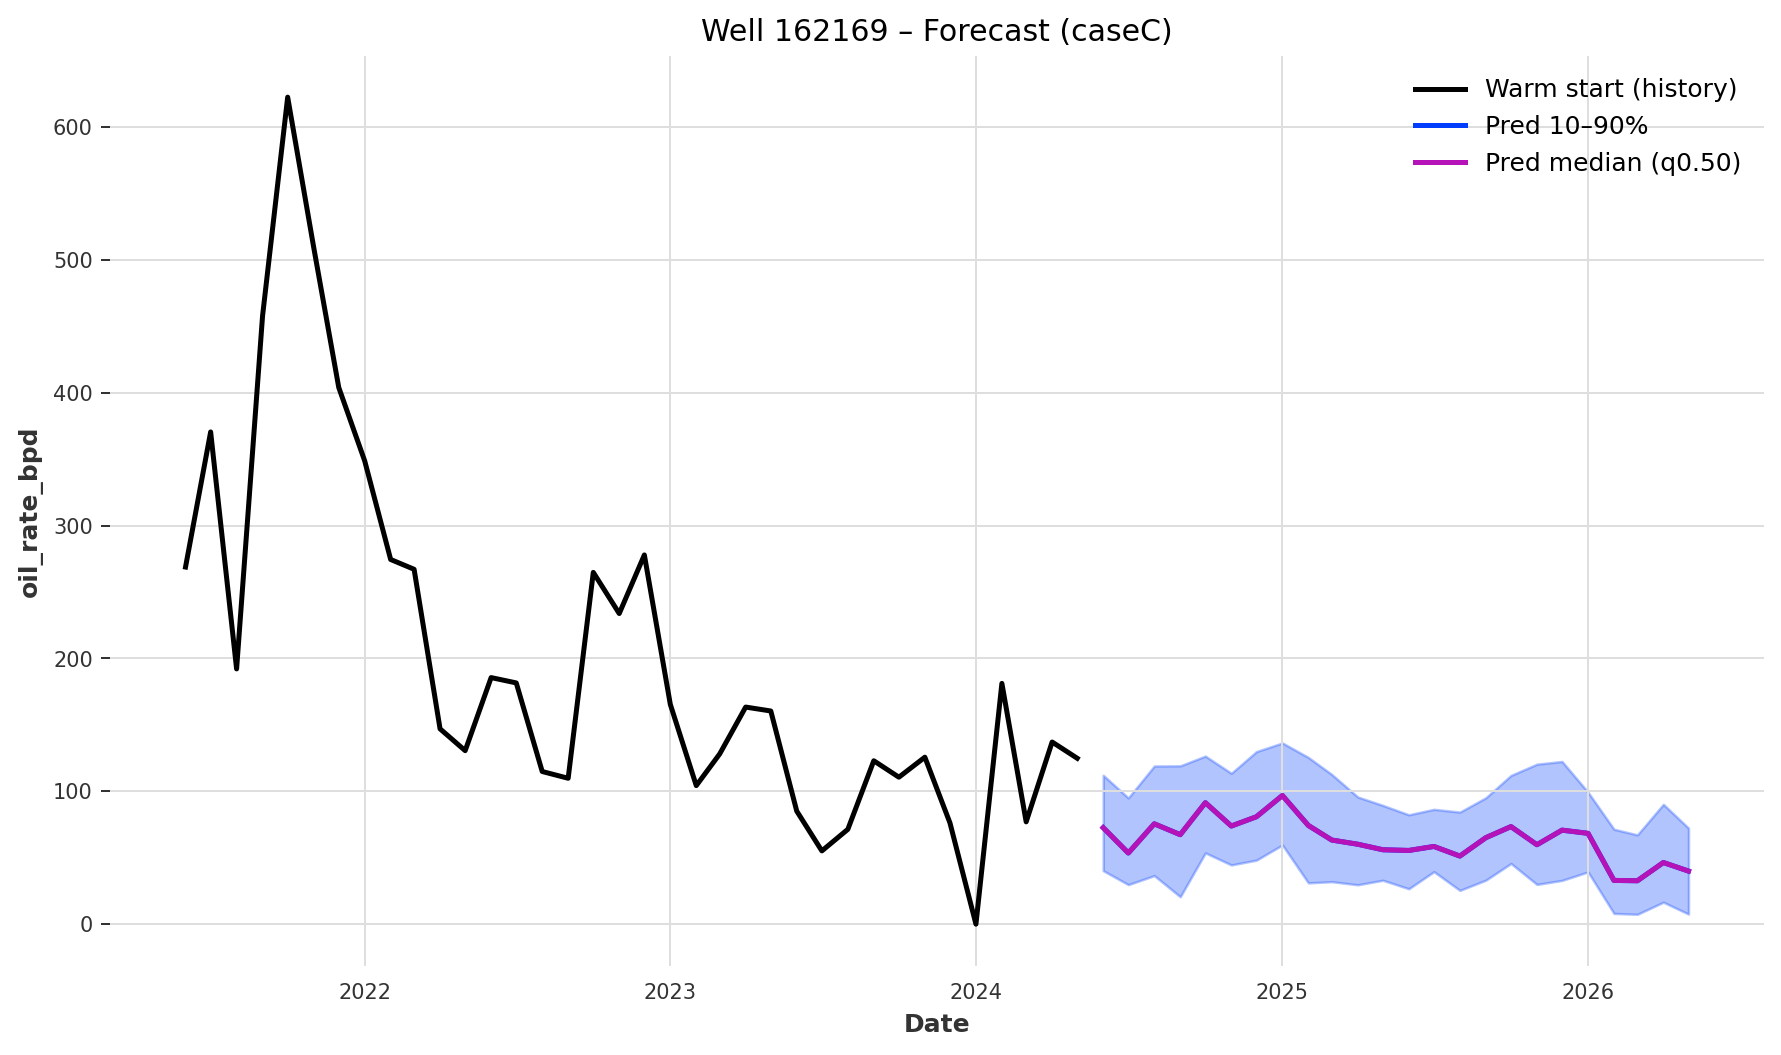 Well 162169 – Forecast (caseC)
Warm start (history)
Pred 10–90%
Pred median (q0.50)
oil_rate_bpd
600
500
400
300
200
100
0
2022
2023
2024
2025
2026
Date